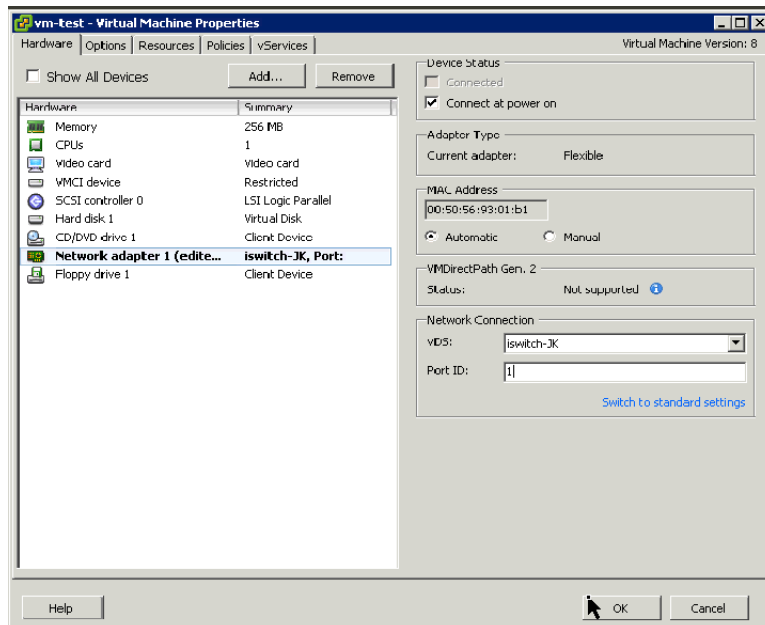 vm-test - Virtual Machine Properties
Hardware Options Resources Policies vServices Virtual Machine Version: 8
Show All Devices Add... Remove
Hardware Summary
Memory 256 MB
CPUs 1
Video card Video card
VMCI device Restricted
SCSI controller 0 LSI Logic Parallel
Hard disk 1 Virtual Disk
CD/DVD drive 1 Client Device
Network adapter 1 (edite... iswitch-JK, Port:
Floppy drive 1 Client Device
Device Status
Connected
Connect at power on
Adapter Type
Current adapter: Flexible
MAC Address
00:50:56:93:01:b1
Automatic Manual
VMDirectPath Gen. 2
Status: Not supported
Network Connection
VDS: iswitch-JK
Port ID: 1
Switch to standard settings
Help OK Cancel